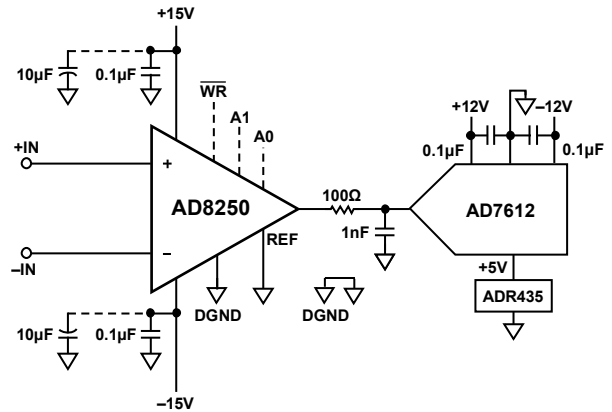 +15V
10µF
0.1µF
WR
A1
A0
+12V
–12V
0.1µF
0.1µF
+IN
+
AD8250
100Ω
AD7612
1nF
–IN
–
REF
+5V
DGND
DGND
ADR435
10µF
0.1µF
–15V